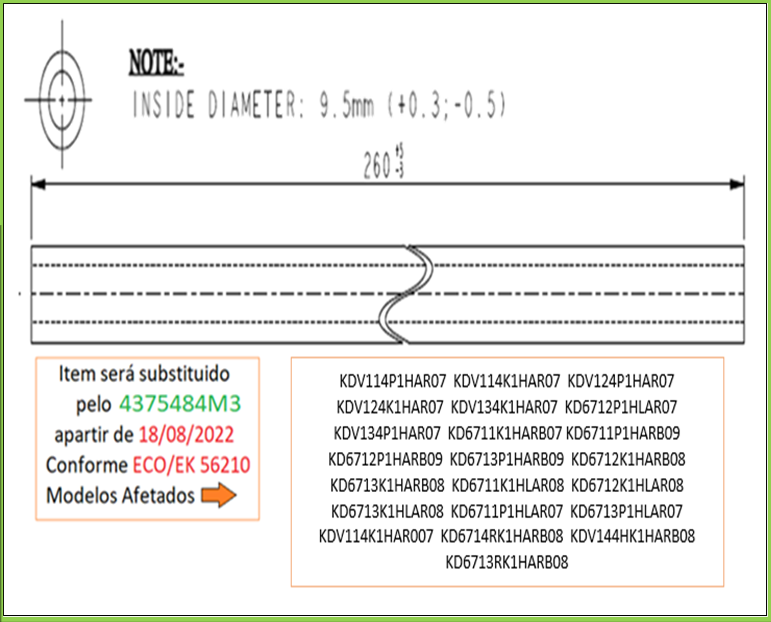 NOTE:-
INSIDE DIAMETER: 9.5mm (+0.3;-0.5)
260 +5 -3
Item será substituido
pelo 4375484M3
apartir de 18/08/2022
Conforme ECO/EK 56210
Modelos Afetados
KDV114P1HAR07 KDV114K1HAR07 KDV124P1HAR07
KDV124K1HAR07 KDV134K1HAR07 KD6712P1HLAR07
KDV134P1HAR07 KD6711K1HARB07 KD6711P1HARB09
KD6712P1HARB09 KD6713P1HARB09 KD6712K1HARB08
KD6713K1HARB08 KD6711K1HLAR08 KD6712K1HLAR08
KD6713K1HLAR08 KD6711P1HLAR07 KD6713P1HLAR07
KDV114K1HAR007 KD6714RK1HARB08 KDV144HK1HARB08
KD6713RK1HARB08